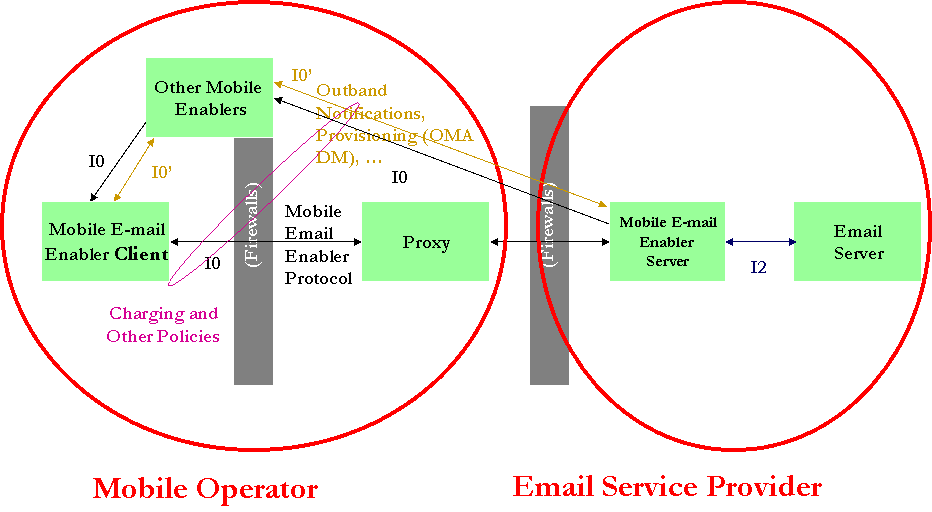 Other Mobile
Enablers
I0’
Outband
Notifications,
Provisioning (OMA
DM), …
I0
I0’
I0
Mobile E-mail
Enabler Client
I0
(Firewalls)
Mobile
Email
Enabler
Protocol
Proxy
(Firewalls)
Mobile E-mail
Enabler
Server
I2
Email
Server
Charging and
Other Policies
Mobile Operator
Email Service Provider